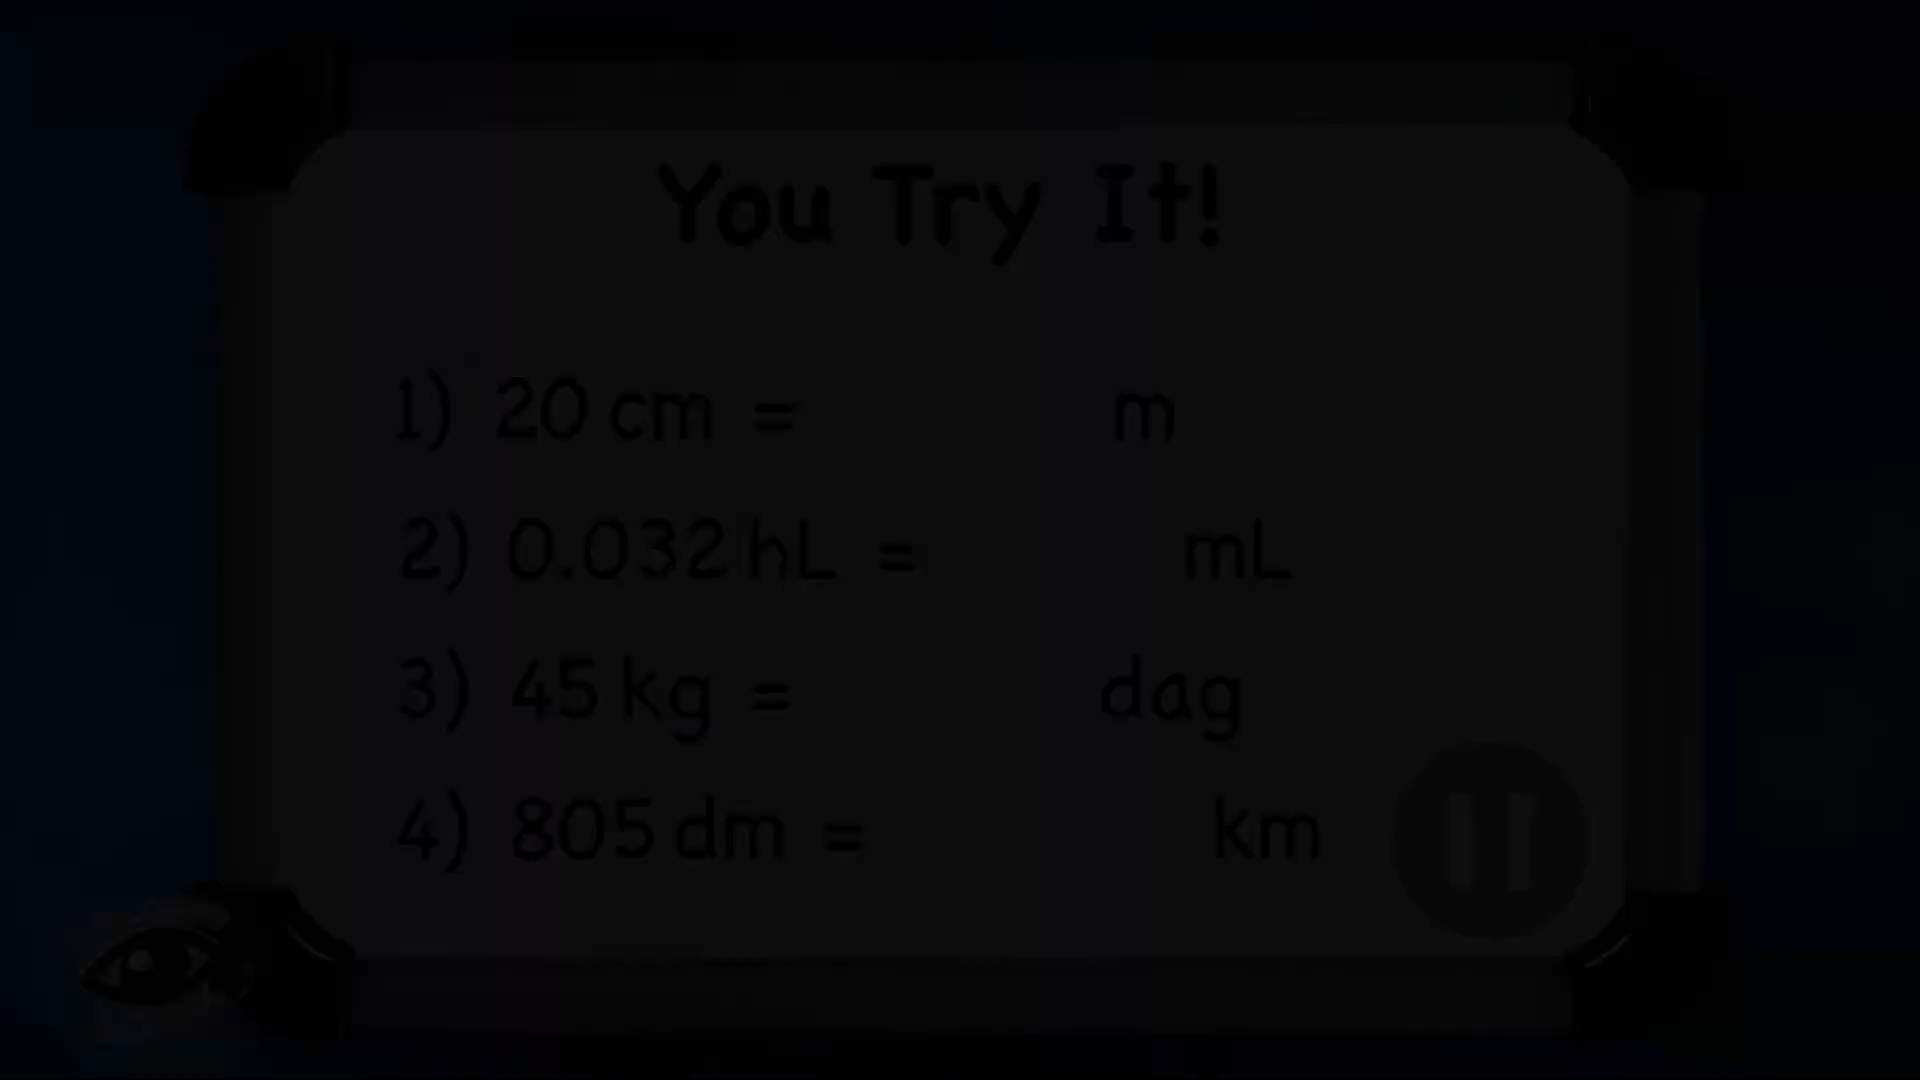 You Try It!
1) 20 cm = m
2) 0.032 hL = mL
3) 45 kg = dag
4) 805 dm = km